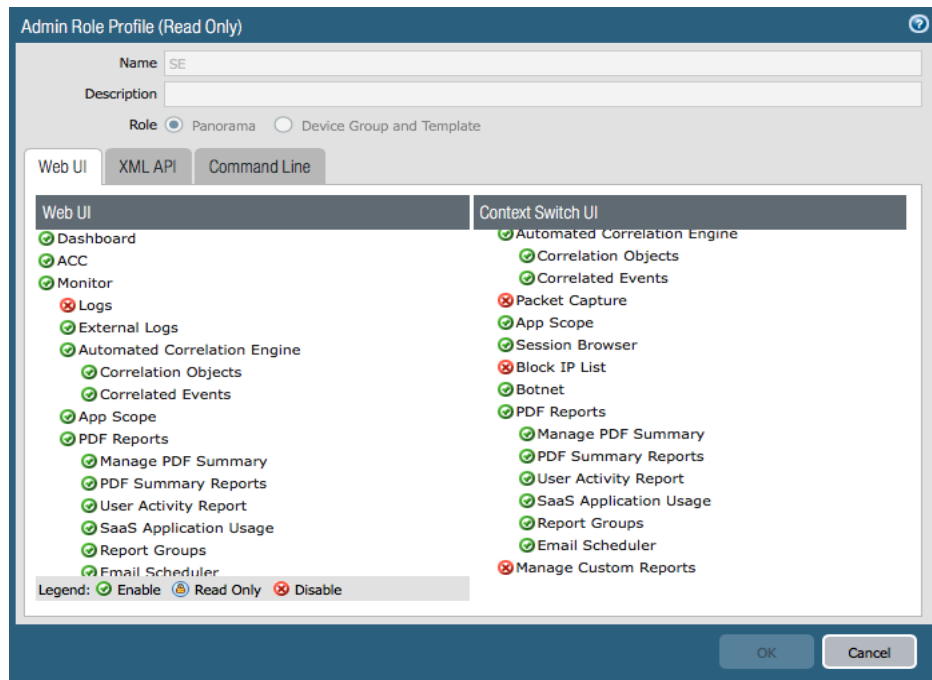 Admin Role Profile (Read Only)
Name SE
Description
Role Panorama Device Group and Template
Web UI XML API Command Line
Web UI
Dashboard
ACC
Monitor
Logs
External Logs
Automated Correlation Engine
Correlation Objects
Correlated Events
App Scope
PDF Reports
Manage PDF Summary
PDF Summary Reports
User Activity Report
SaaS Application Usage
Report Groups
Email Scheduler
Legend: Enable Read Only Disable
Context Switch UI
Automated Correlation Engine
Correlation Objects
Correlated Events
Packet Capture
App Scope
Session Browser
Block IP List
Botnet
PDF Reports
Manage PDF Summary
PDF Summary Reports
User Activity Report
SaaS Application Usage
Report Groups
Email Scheduler
Manage Custom Reports
OK Cancel